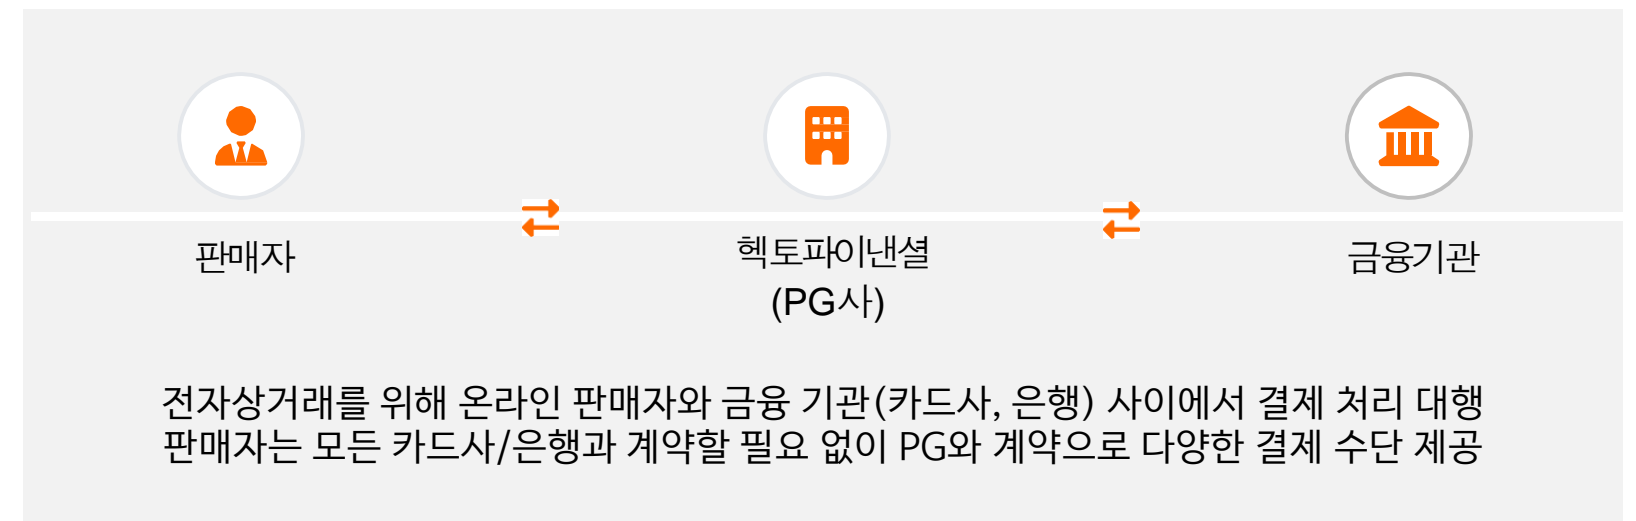 판매자
헥토파이낸셜
(PG사)
금융기관
전자상거래를 위해 온라인 판매자와 금융 기관(카드사, 은행) 사이에서 결제 처리 대행
판매자는 모든 카드사/은행과 계약할 필요 없이 PG와 계약으로 다양한 결제 수단 제공